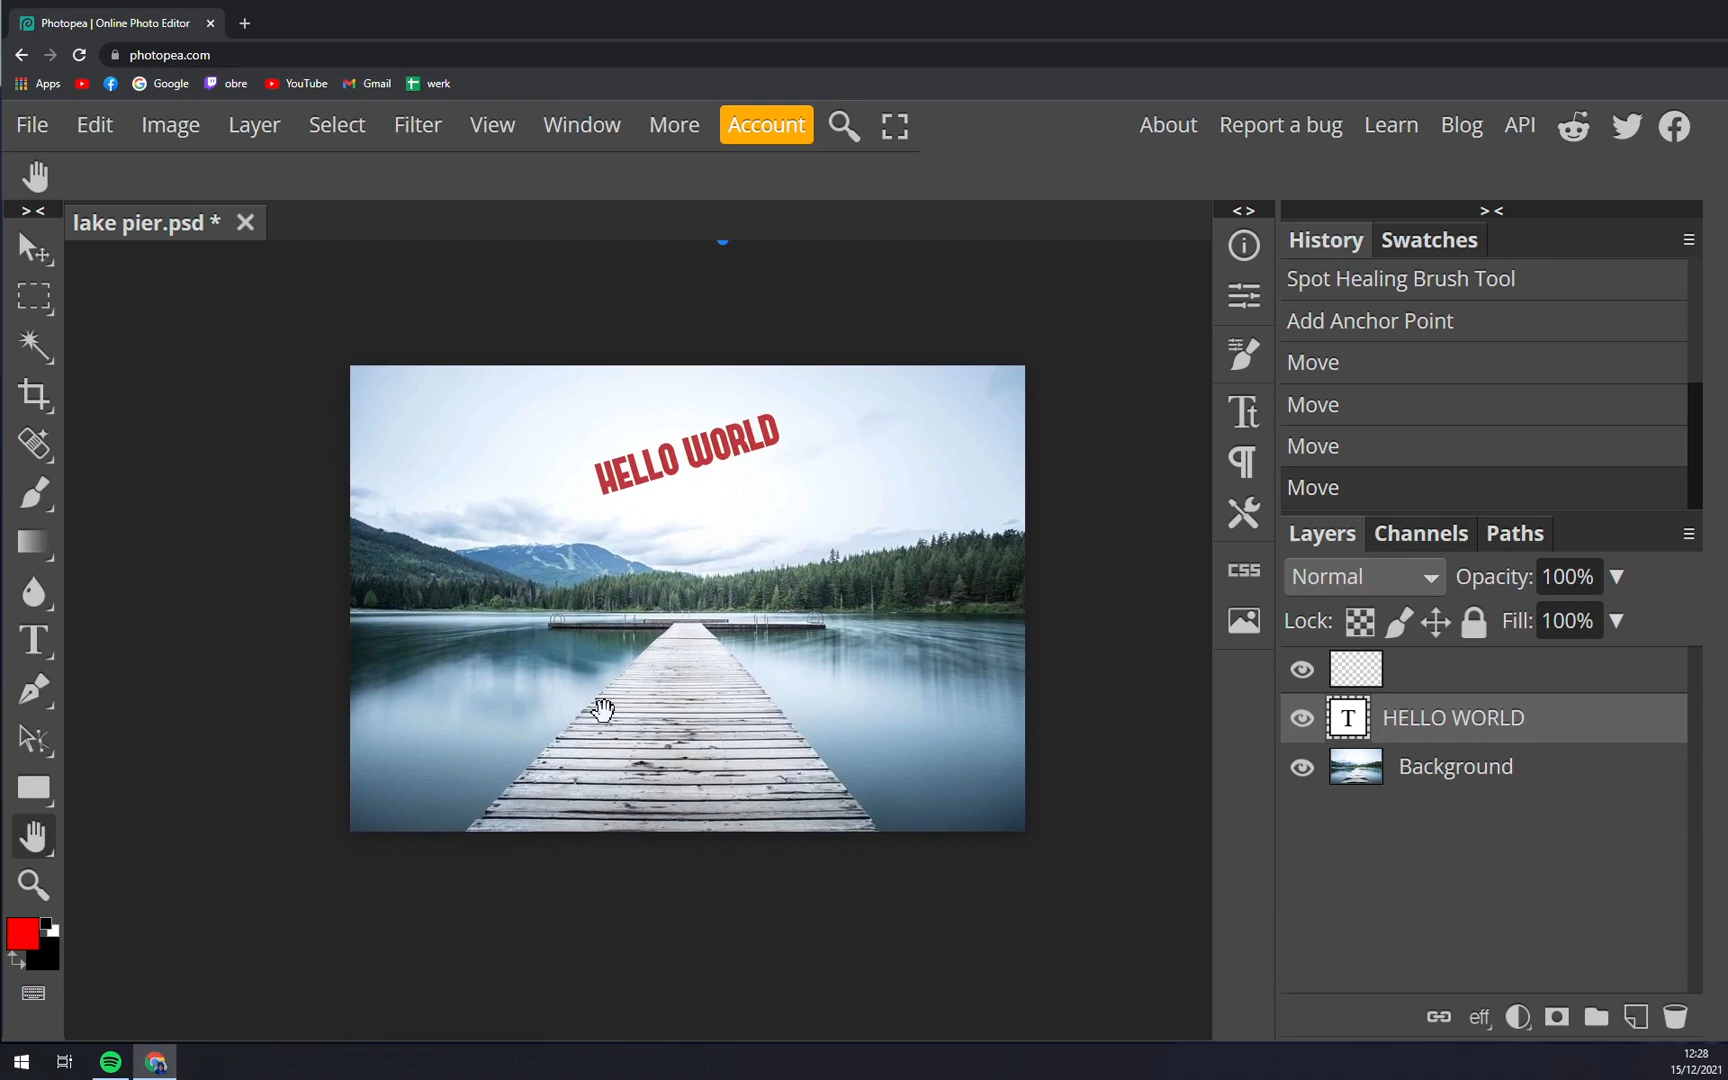 Photopea | Online Photo Editor
photopea.com
Apps
Google
obre
YouTube
Gmail
werk
File Edit Image Layer Select Filter View Window More Account
About Report a bug Learn Blog API
lake pier.psd *
> <
< >
> <
History Swatches
Spot Healing Brush Tool
Add Anchor Point
Move
Move
Move
Move
HELLO WORLD
Layers Channels Paths
Normal Opacity: 100%
CSS
Lock: Fill: 100%
T HELLO WORLD
Background
eff
12:28
15/12/2021